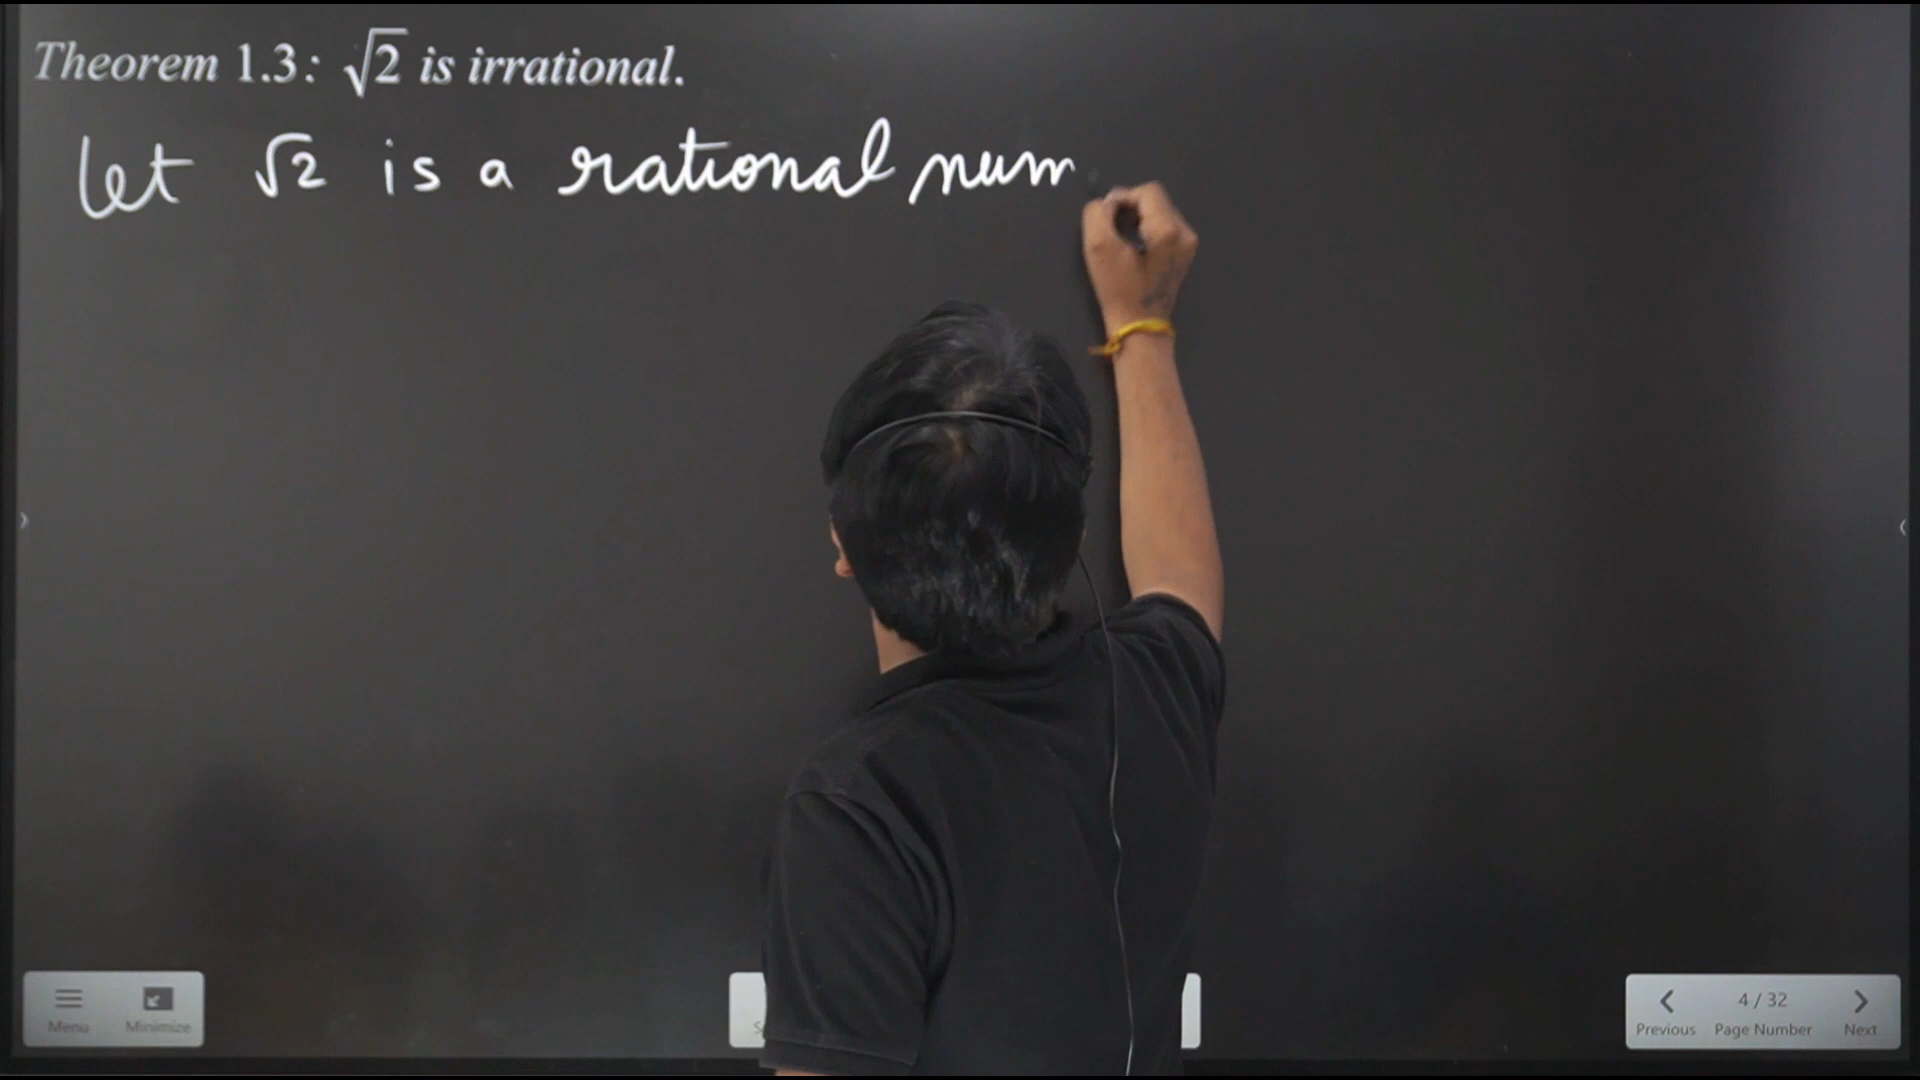 Theorem 1.3: √2 is irrational.
let √2 is a rational num
Menu Minimize
4 / 32
Previous Page Number Next